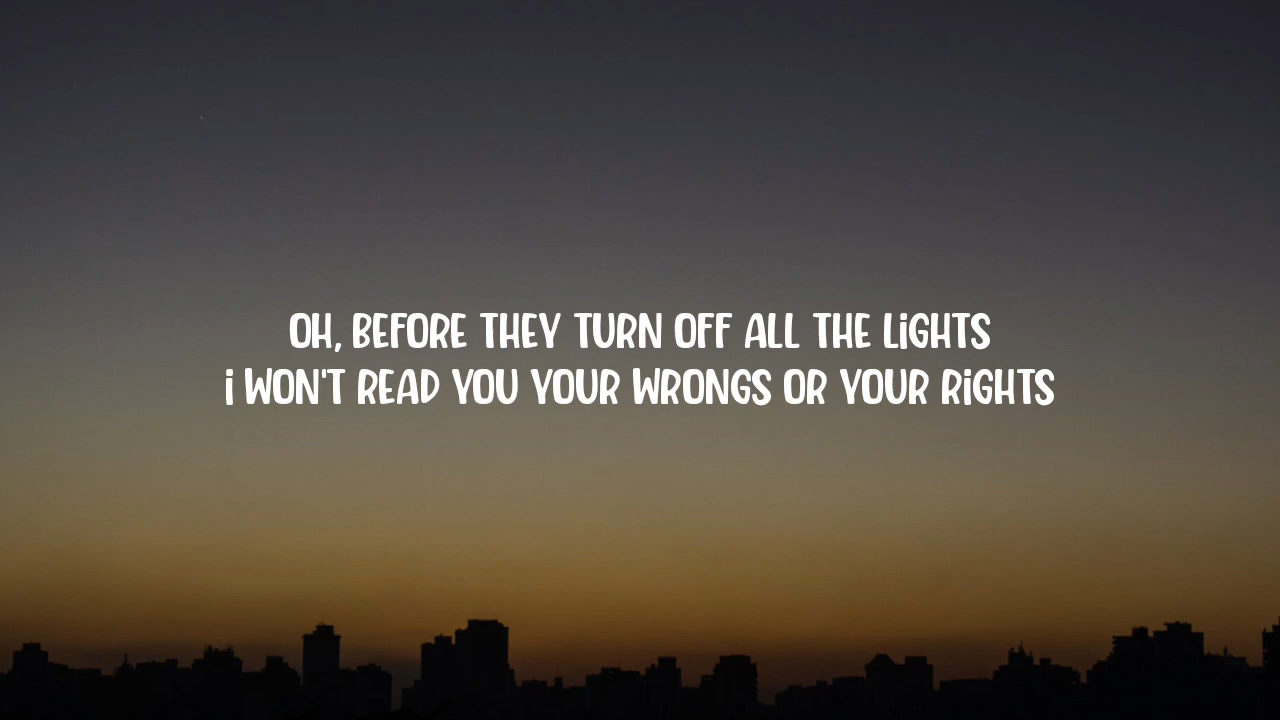 OH, BEFORE THEY TURN OFF ALL THE LiGHTS
i WON'T READ YOU YOUR WRONGS OR YOUR RiGHTS